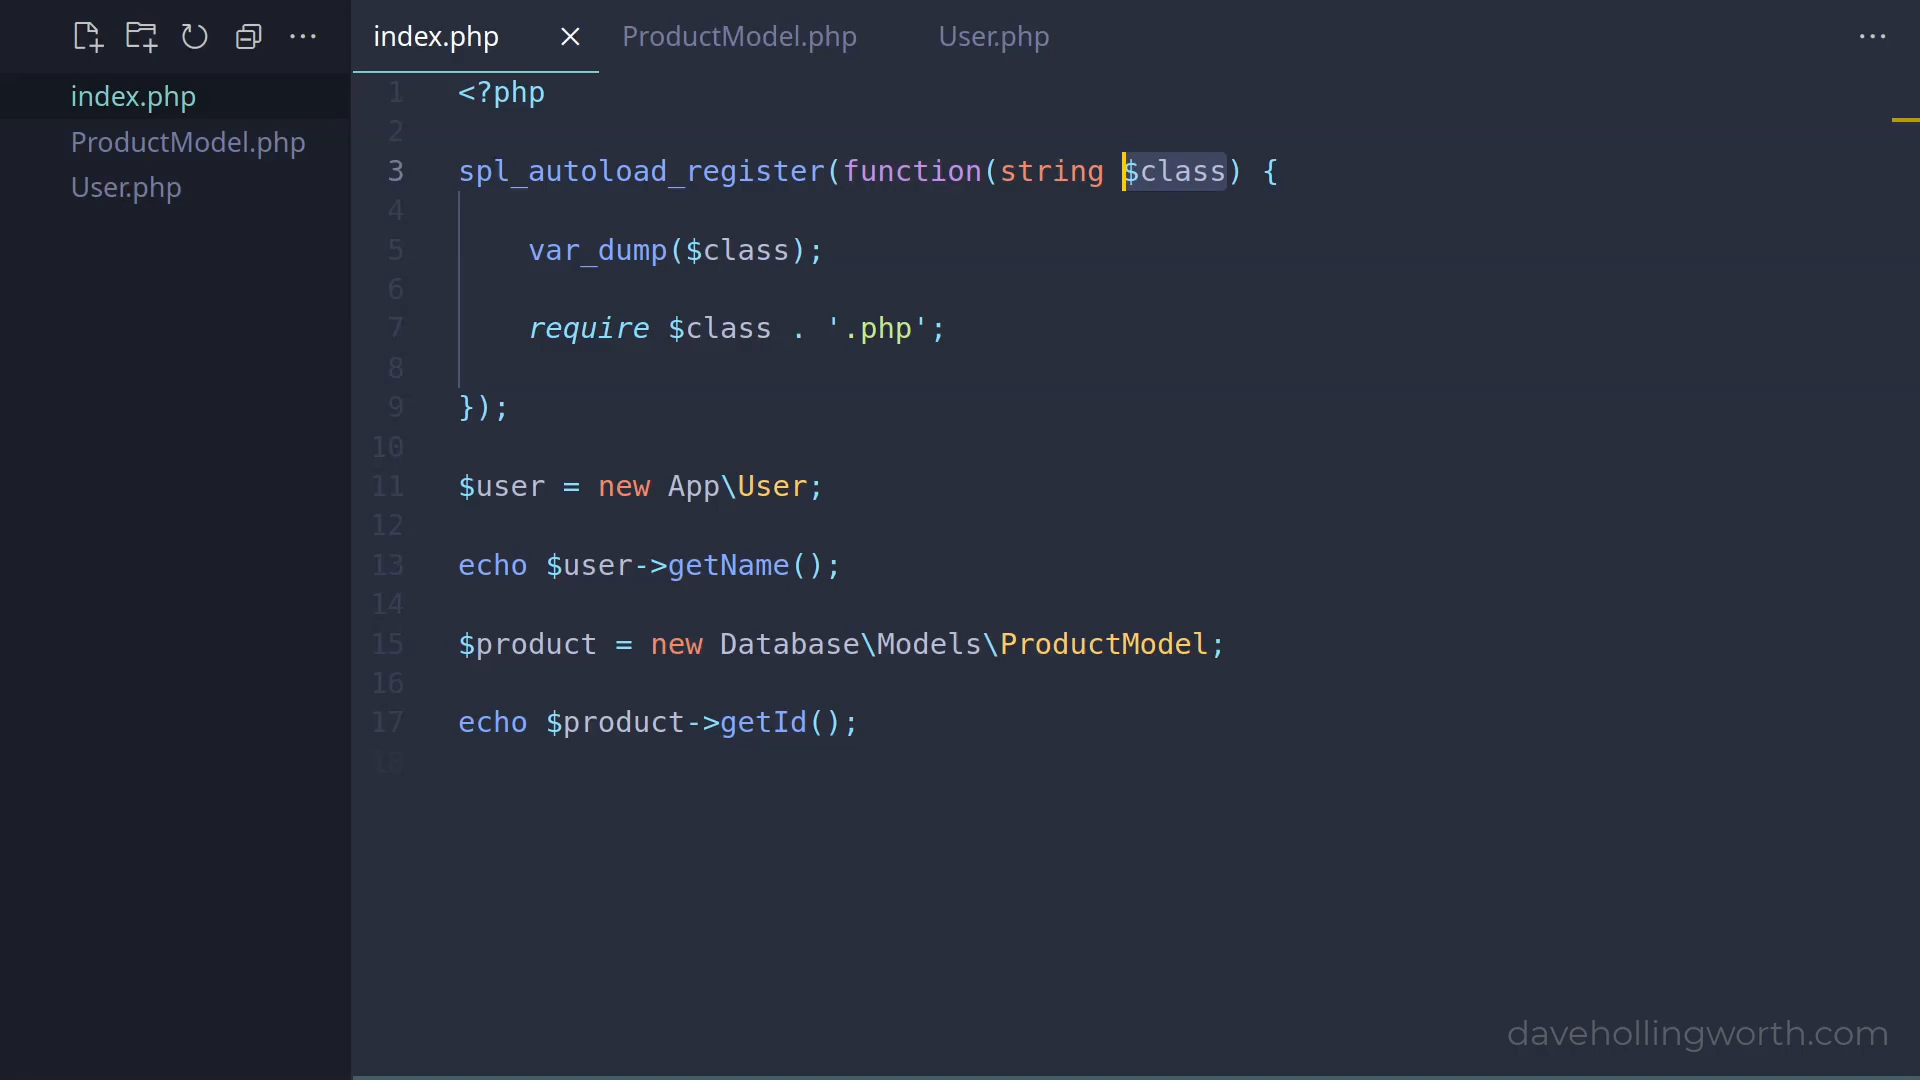 index.php ProductModel.php User.php
index.php
ProductModel.php
User.php
1 <?php
2
3 spl_autoload_register(function(string $class) {
4
5 var_dump($class);
6
7 require $class . '.php';
8
9 });
10
11 $user = new App\User;
12
13 echo $user->getName();
14
15 $product = new Database\Models\ProductModel;
16
17 echo $product->getId();
18
davehollingworth.com